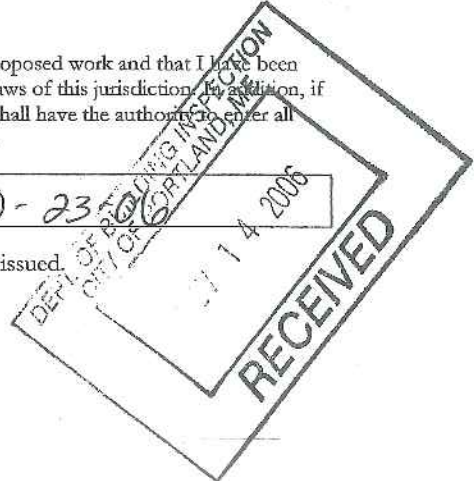 oposed work and that I have been
aws of this jurisdiction. In addition, if
hall have the authority to enter all
- 23-06
issued.
DEPT. OF BUILDING INSPECTION
CITY OF PORTLAND, ME
14 2006
RECEIVED